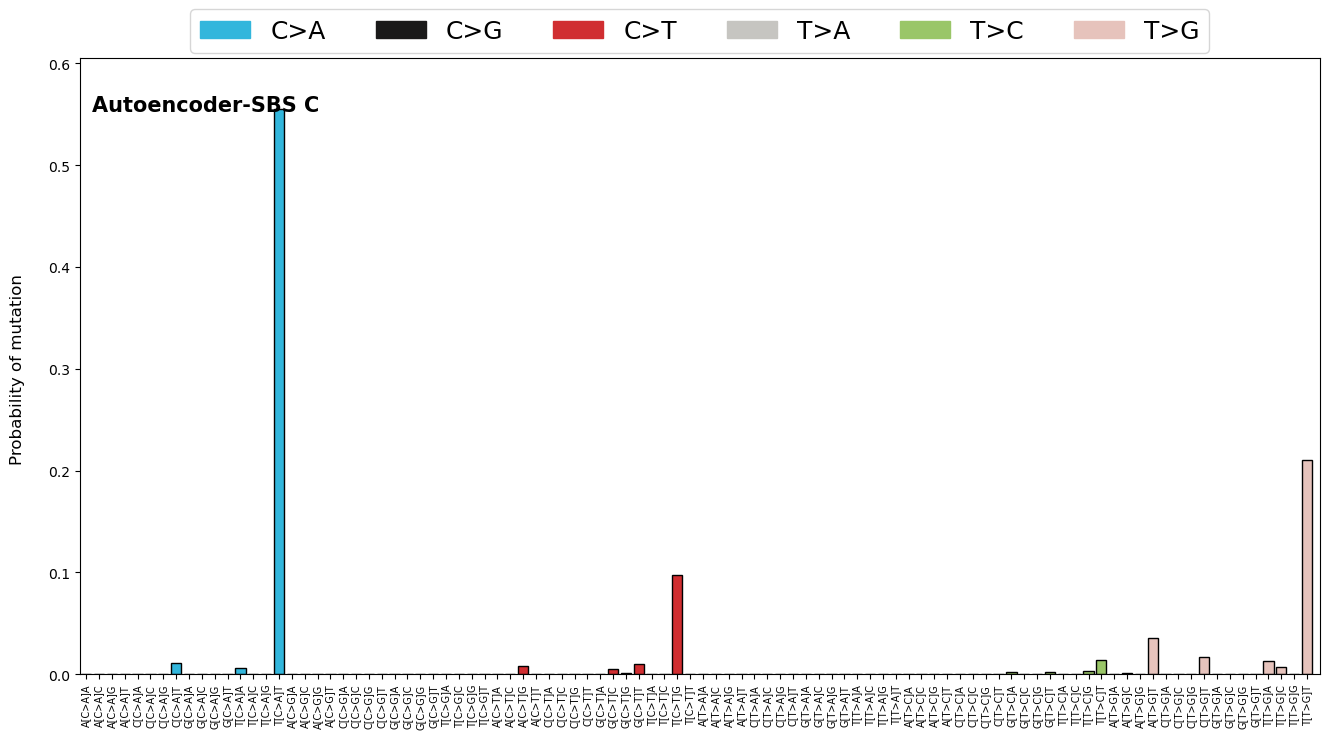 C>A C>G C>T T>A T>C T>G
Autoencoder-SBS C
Probability of mutation
0.6
0.5
0.4
0.3
0.2
0.1
0.0
A[C>A]A A[C>A]C A[C>A]G A[C>A]T C[C>A]A C[C>A]C C[C>A]G C[C>A]T G[C>A]A G[C>A]C G[C>A]G G[C>A]T T[C>A]A T[C>A]C T[C>A]G T[C>A]T A[C>G]A A[C>G]C A[C>G]G A[C>G]T C[C>G]A C[C>G]C C[C>G]G C[C>G]T G[C>G]A G[C>G]C G[C>G]G G[C>G]T T[C>G]A T[C>G]C T[C>G]G T[C>G]T A[C>T]A A[C>T]C A[C>T]G A[C>T]T C[C>T]A C[C>T]C C[C>T]G C[C>T]T G[C>T]A G[C>T]C G[C>T]G G[C>T]T T[C>T]A T[C>T]C T[C>T]G T[C>T]T A[T>A]A A[T>A]C A[T>A]G A[T>A]T C[T>A]A C[T>A]C C[T>A]G C[T>A]T G[T>A]A G[T>A]C G[T>A]G G[T>A]T T[T>A]A T[T>A]C T[T>A]G T[T>A]T A[T>C]A A[T>C]C A[T>C]G A[T>C]T C[T>C]A C[T>C]C C[T>C]G C[T>C]T G[T>C]A G[T>C]C G[T>C]G G[T>C]T T[T>C]A T[T>C]C T[T>C]G T[T>C]T A[T>G]A A[T>G]C A[T>G]G A[T>G]T C[T>G]A C[T>G]C C[T>G]G C[T>G]T G[T>G]A G[T>G]C G[T>G]G G[T>G]T T[T>G]A T[T>G]C T[T>G]G T[T>G]T